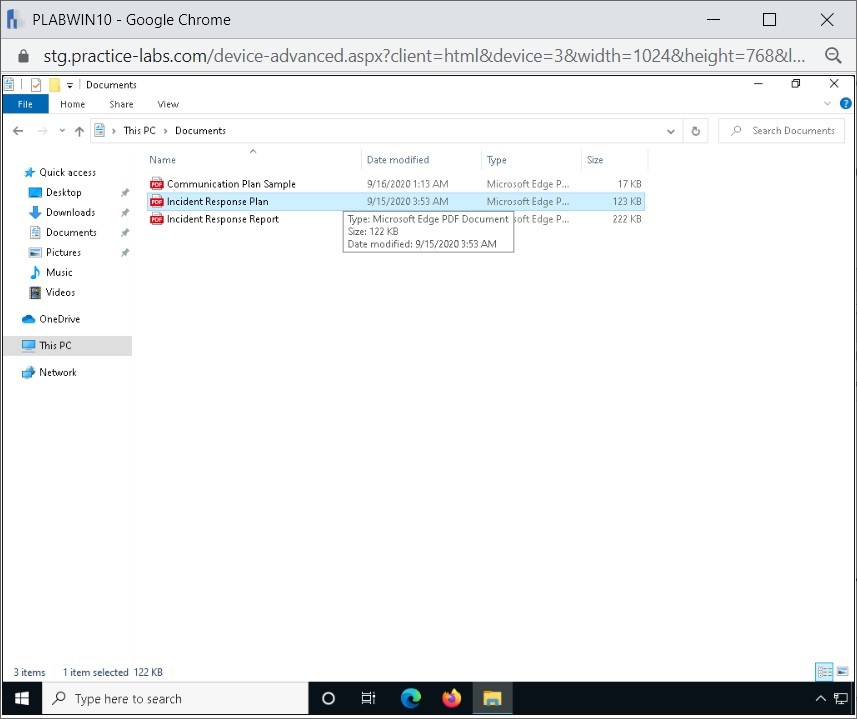 PLABWIN10 - Google Chrome
stg.practice-labs.com/device-advanced.aspx?client=html&device=3&width=1024&height=768&l...
Documents
File Home Share View
This PC > Documents
Search Documents
Name Date modified Type Size
Quick access
Desktop
Downloads
Documents
Pictures
Music
Videos
OneDrive
This PC
Network
PDF Communication Plan Sample 9/16/2020 1:13 AM Microsoft Edge P... 17 KB
PDF Incident Response Plan 9/15/2020 3:53 AM Microsoft Edge P... 123 KB
PDF Incident Response Report soft Edge P... 222 KB
Type: Microsoft Edge PDF Document
Size: 122 KB
Date modified: 9/15/2020 3:53 AM
3 items 1 item selected 122 KB
Type here to search